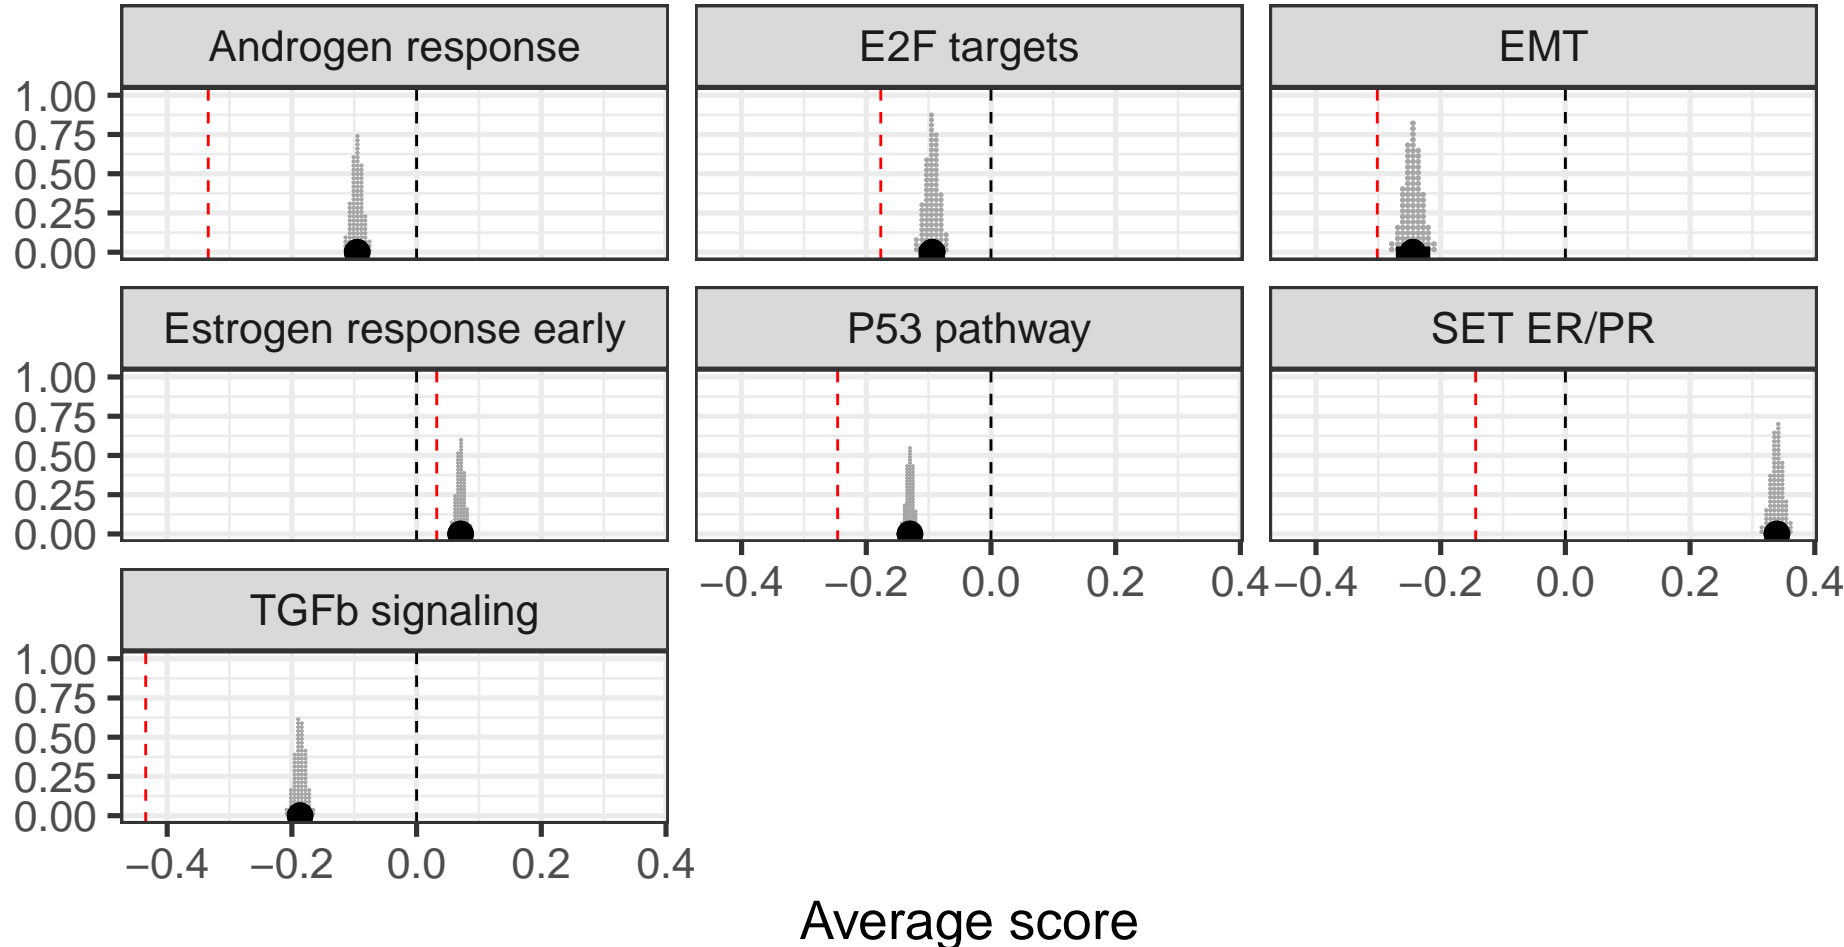 Androgen response E2F targets EMT
1.00
0.75
0.50
0.25
0.00
Estrogen response early P53 pathway SET ER/PR
1.00
0.75
0.50
0.25
0.00
−0.4 −0.2 0.0 0.2 0.4 −0.4 −0.2 0.0 0.2 0.4
TGFb signaling
1.00
0.75
0.50
0.25
0.00
−0.4 −0.2 0.0 0.2 0.4
Average score